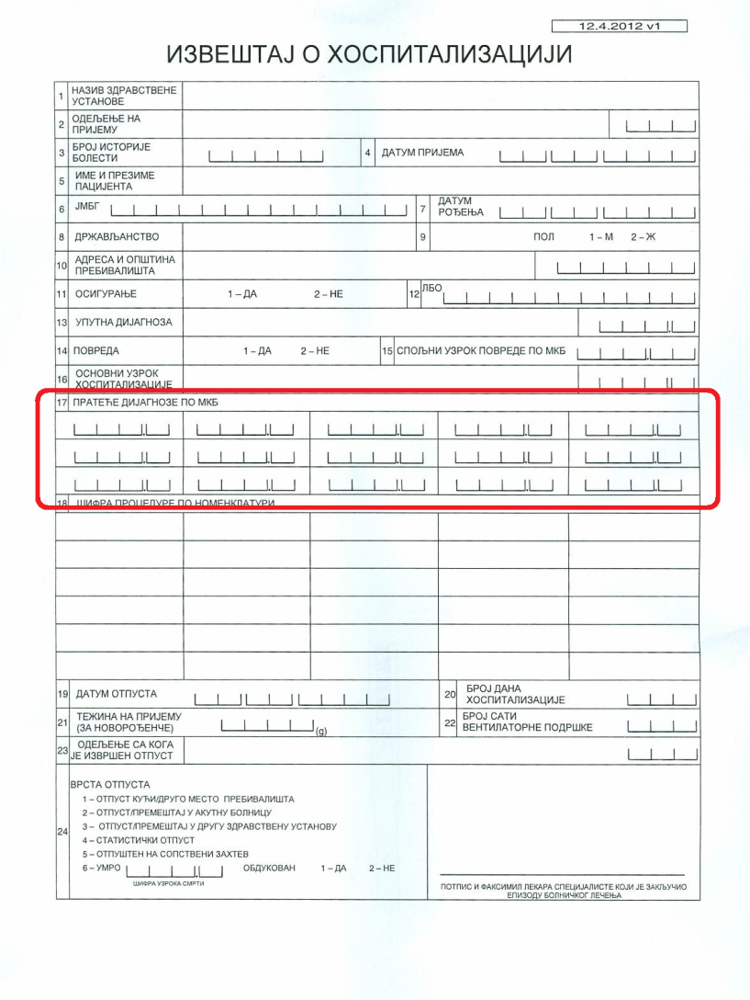 12.4.2012 v1
ИЗВЕШТАЈ О ХОСПИТАЛИЗАЦИЈИ
1 НАЗИВ ЗДРАВСТВЕНЕ
УСТАНОВЕ
2 ОДЕЉЕЊЕ НА
ПРИЈЕМУ
3 БРОЈ ИСТОРИЈЕ
БОЛЕСТИ
4 ДАТУМ ПРИЈЕМА
5 ИМЕ И ПРЕЗИМЕ
ПАЦИЈЕНТА
6 ЈМБГ
7 ДАТУМ
РОЂЕЊА
8 ДРЖАВЉАНСТВО
9 ПОЛ 1 – М 2 – Ж
10 АДРЕСА И ОПШТИНА
ПРЕБИВАЛИШТА
11 ОСИГУРАЊЕ 1 – ДА 2 – НЕ
12 ЛБО
13 УПУТНА ДИЈАГНОЗА
14 ПОВРЕДА 1 – ДА 2 – НЕ
15 СПОЉНИ УЗРОК ПОВРЕДЕ ПО МКБ
16 ОСНОВНИ УЗРОК
ХОСПИТАЛИЗАЦИЈЕ
17 ПРАТЕЋЕ ДИЈАГНОЗЕ ПО МКБ
18 ШИФРА ПРОЦЕДУРЕ ПО НОМЕНКЛАТУРИ
19 ДАТУМ ОТПУСТА
20 БРОЈ ДАНА
ХОСПИТАЛИЗАЦИЈЕ
21 ТЕЖИНА НА ПРИЈЕМУ
(ЗА НОВОРОЂЕНЧЕ) (g)
22 БРОЈ САТИ
ВЕНТИЛАТОРНЕ ПОДРШКЕ
23 ОДЕЉЕЊЕ СА КОГА
ЈЕ ИЗВРШЕН ОТПУСТ
24 ВРСТА ОТПУСТА
1 – ОТПУСТ КУЋИ/ДРУГО МЕСТО ПРЕБИВАЛИШТА
2 – ОТПУСТ/ПРЕМЕШТАЈ У АКУТНУ БОЛНИЦУ
3 – ОТПУСТ/ПРЕМЕШТАЈ У ДРУГУ ЗДРАВСТВЕНУ УСТАНОВУ
4 – СТАТИСТИЧКИ ОТПУСТ
5 – ОТПУШТЕН НА СОПСТВЕНИ ЗАХТЕВ
6 – УМРО ОБДУКОВАН 1 – ДА 2 – НЕ
ШИФРА УЗРОКА СМРТИ
ПОТПИС И ФАКСИМИЛ ЛЕКАРА СПЕЦИЈАЛИСТЕ КОЈИ ЈЕ ЗАКЉУЧИО
ЕПИЗОДУ БОЛНИЧКОГ ЛЕЧЕЊА